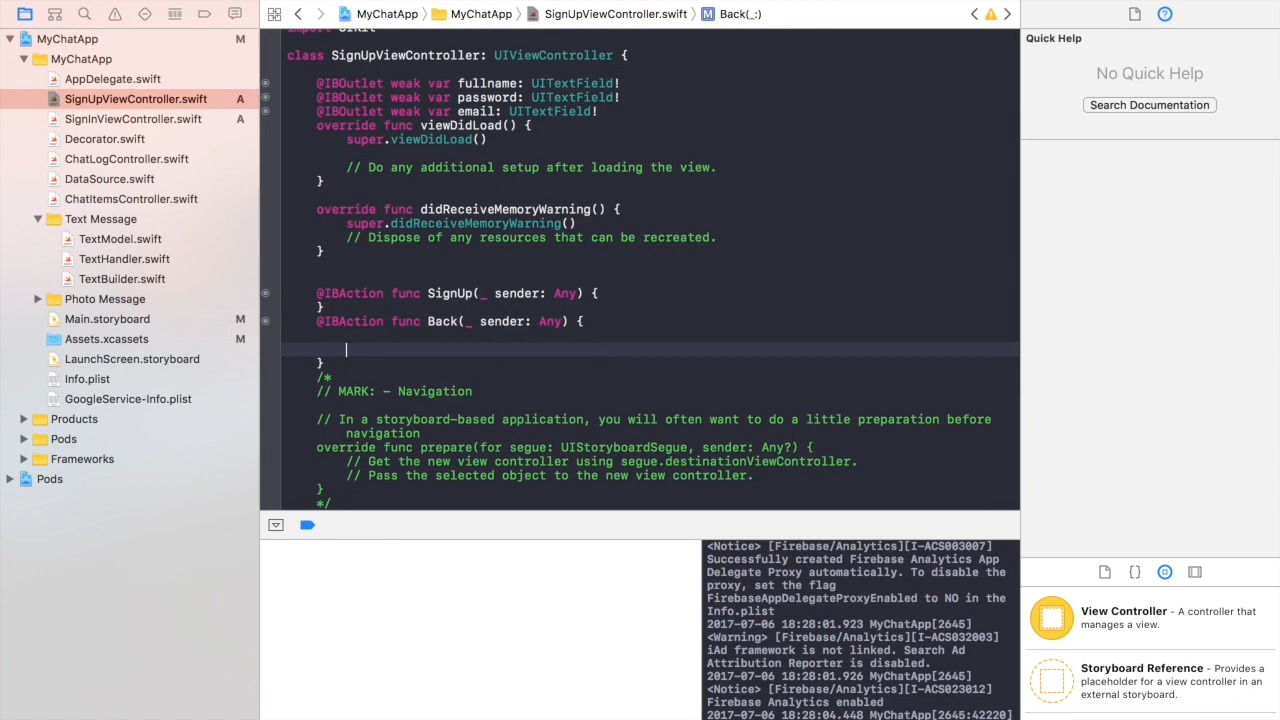 MyChatApp
MyChatApp
SignUpViewController.swift
Back(_:)
MyChatApp M
MyChatApp
AppDelegate.swift
SignUpViewController.swift A
SignInViewController.swift A
Decorator.swift
ChatLogController.swift
DataSource.swift
ChatItemsController.swift
Text Message
TextModel.swift
TextHandler.swift
TextBuilder.swift
Photo Message
Main.storyboard M
Assets.xcassets M
LaunchScreen.storyboard
Info.plist
GoogleService-Info.plist
Products
Pods
Frameworks
Pods
import UIKit
class SignUpViewController: UIViewController {
@IBOutlet weak var fullname: UITextField!
@IBOutlet weak var password: UITextField!
@IBOutlet weak var email: UITextField!
override func viewDidLoad() {
super.viewDidLoad()
// Do any additional setup after loading the view.
}
override func didReceiveMemoryWarning() {
super.didReceiveMemoryWarning()
// Dispose of any resources that can be recreated.
}
@IBAction func SignUp(_ sender: Any) {
}
@IBAction func Back(_ sender: Any) {
}
/*
// MARK: - Navigation
// In a storyboard-based application, you will often want to do a little preparation before
navigation
override func prepare(for segue: UIStoryboardSegue, sender: Any?) {
// Get the new view controller using segue.destinationViewController.
// Pass the selected object to the new view controller.
}
*/
<Notice> [Firebase/Analytics][I-ACS003007]
Successfully created Firebase Analytics App
Delegate Proxy automatically. To disable the
proxy, set the flag
FirebaseAppDelegateProxyEnabled to NO in the
Info.plist
2017-07-06 18:28:01.923 MyChatApp[2645]
<Warning> [Firebase/Analytics][I-ACS032003]
iAd framework is not linked. Search Ad
Attribution Reporter is disabled.
2017-07-06 18:28:01.926 MyChatApp[2645]
<Notice> [Firebase/Analytics][I-ACS023012]
Firebase Analytics enabled
2017-07-06 18:28:04.448 MyChatApp[2645:42220]
Quick Help
No Quick Help
Search Documentation
View Controller - A controller that
manages a view.
Storyboard Reference - Provides a
placeholder for a view controller in an
external storyboard.